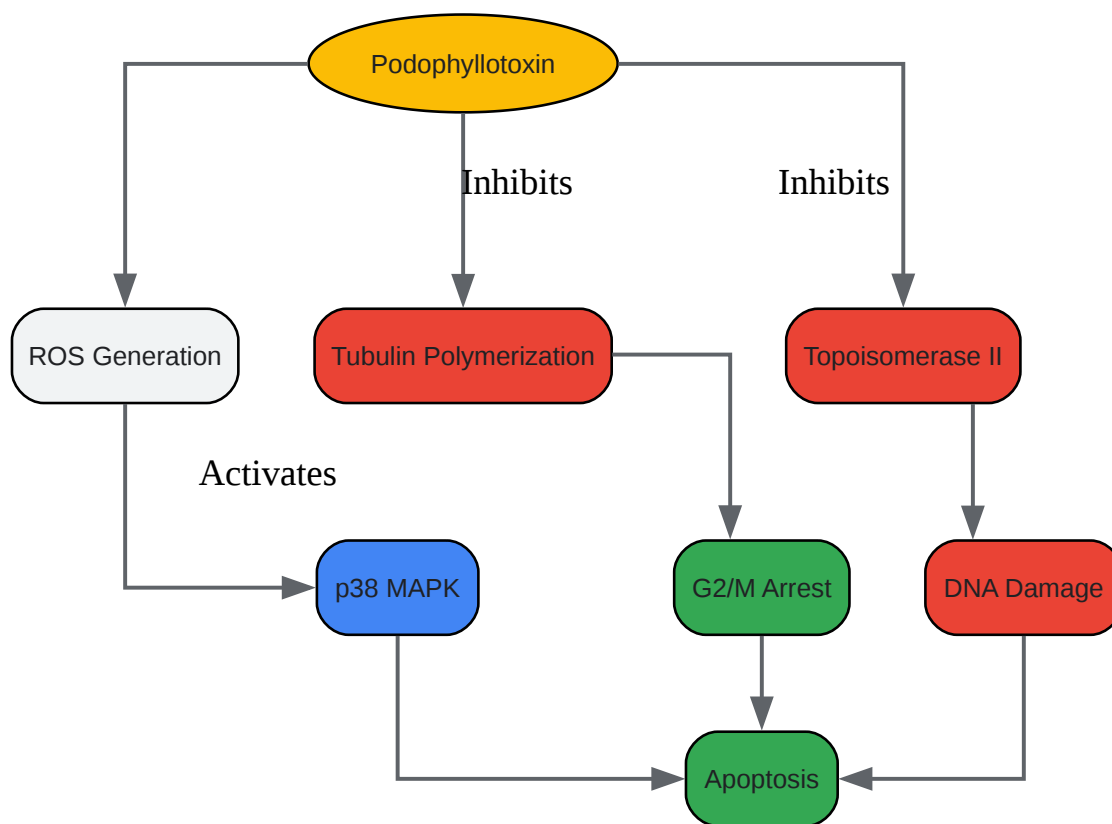 Podophyllotoxin
Inhibits
Inhibits
ROS Generation
Tubulin Polymerization
Topoisomerase II
Activates
p38 MAPK
G2/M Arrest
DNA Damage
Apoptosis